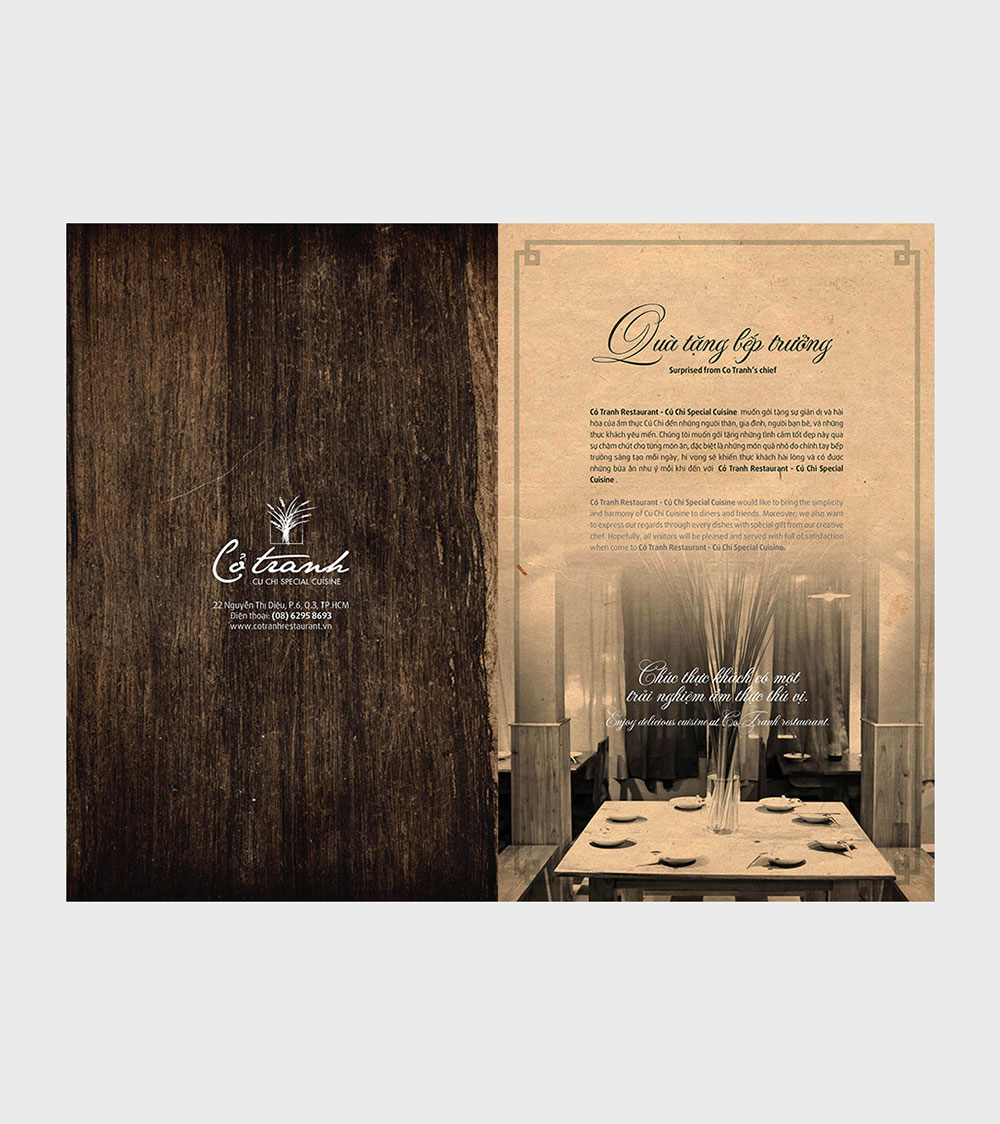 Cỏ tranh
CU CHI SPECIAL CUISINE
22 Nguyễn Thị Diệu, P.6, Q.3, TP.HCM
Điện thoại: (08) 6295 8693
www.cotranhrestaurant.vn
Quà tặng bếp trưởng
Surprised from Co Tranh's chief
Cỏ Tranh Restaurant - Củ Chi Special Cuisine muốn gởi tặng sự giản dị và hài
hòa của ẩm thực Củ Chi đến những người thân, gia đình, người bạn bè, và những
thực khách yêu mến. Chúng tôi muốn gởi tặng những tình cảm tốt đẹp này qua
sự chăm chút cho từng món ăn, đặc biệt là những món quà nhỏ do chính tay bếp
trưởng sáng tạo mỗi ngày, hi vọng sẽ khiến thực khách hài lòng và có được
những bữa ăn như ý mỗi khi đến với Cỏ Tranh Restaurant - Củ Chi Special
Cuisine .
Cỏ Tranh Restaurant - Củ Chi Special Cuisine would like to bring the simplicity
and harmony of Cu Chi Cuisine to diners and friends. Moreover, we also want
to express our regards through every dishes with special gift from our creative
chef. Hopefully, all visitors will be pleased and served with full of satisfaction
when come to Cỏ Tranh Restaurant - Củ Chi Special Cuisine.
Chúc thực khách có một
trải nghiệm ẩm thực thú vị.
Enjoy delicious cuisine at Co Tranh restaurant.